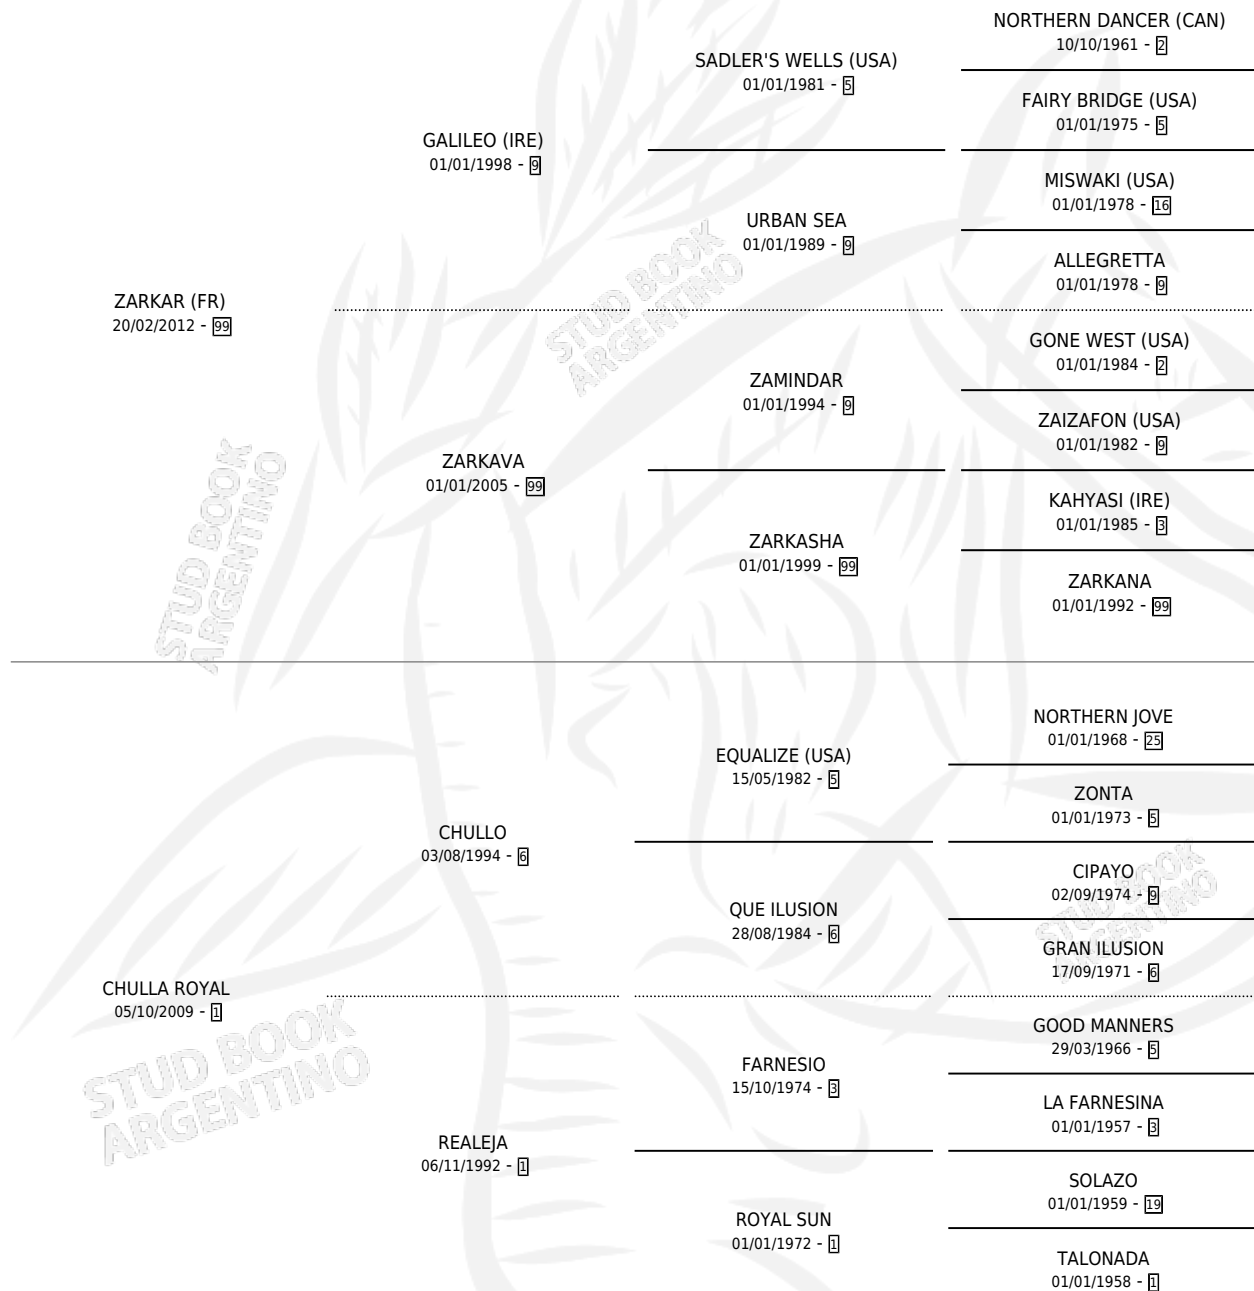 NORTHERN DANCER (CAN)
10/10/1961 - 2
SADLER'S WELLS (USA)
01/01/1981 - 5
FAIRY BRIDGE (USA)
01/01/1975 - 5
GALILEO (IRE)
01/01/1998 - 9
MISWAKI (USA)
01/01/1978 - 16
URBAN SEA
01/01/1989 - 9
ALLEGRETTA
01/01/1978 - 9
ZARKAR (FR)
20/02/2012 - 99
GONE WEST (USA)
01/01/1984 - 2
ZAMINDAR
01/01/1994 - 9
ZAIZAFON (USA)
01/01/1982 - 9
ZARKAVA
01/01/2005 - 99
KAHYASI (IRE)
01/01/1985 - 3
ZARKASHA
01/01/1999 - 99
ZARKANA
01/01/1992 - 99
NORTHERN JOVE
01/01/1968 - 25
EQUALIZE (USA)
15/05/1982 - 5
ZONTA
01/01/1973 - 5
CHULLO
03/08/1994 - 6
CIPAYO
02/09/1974 - 9
QUE ILUSION
28/08/1984 - 6
GRAN ILUSION
17/09/1971 - 6
CHULLA ROYAL
05/10/2009 - 1
GOOD MANNERS
29/03/1966 - 5
FARNESIO
15/10/1974 - 3
LA FARNESINA
01/01/1957 - 3
REALEJA
06/11/1992 - 1
SOLAZO
01/01/1959 - 19
ROYAL SUN
01/01/1972 - 1
TALONADA
01/01/1958 - 1
STUD BOOK
ARGENTINO
STUD BOOK
ARGENTINO
STUD BOOK
ARGENTINO
STUD BOOK
ARGENTINO